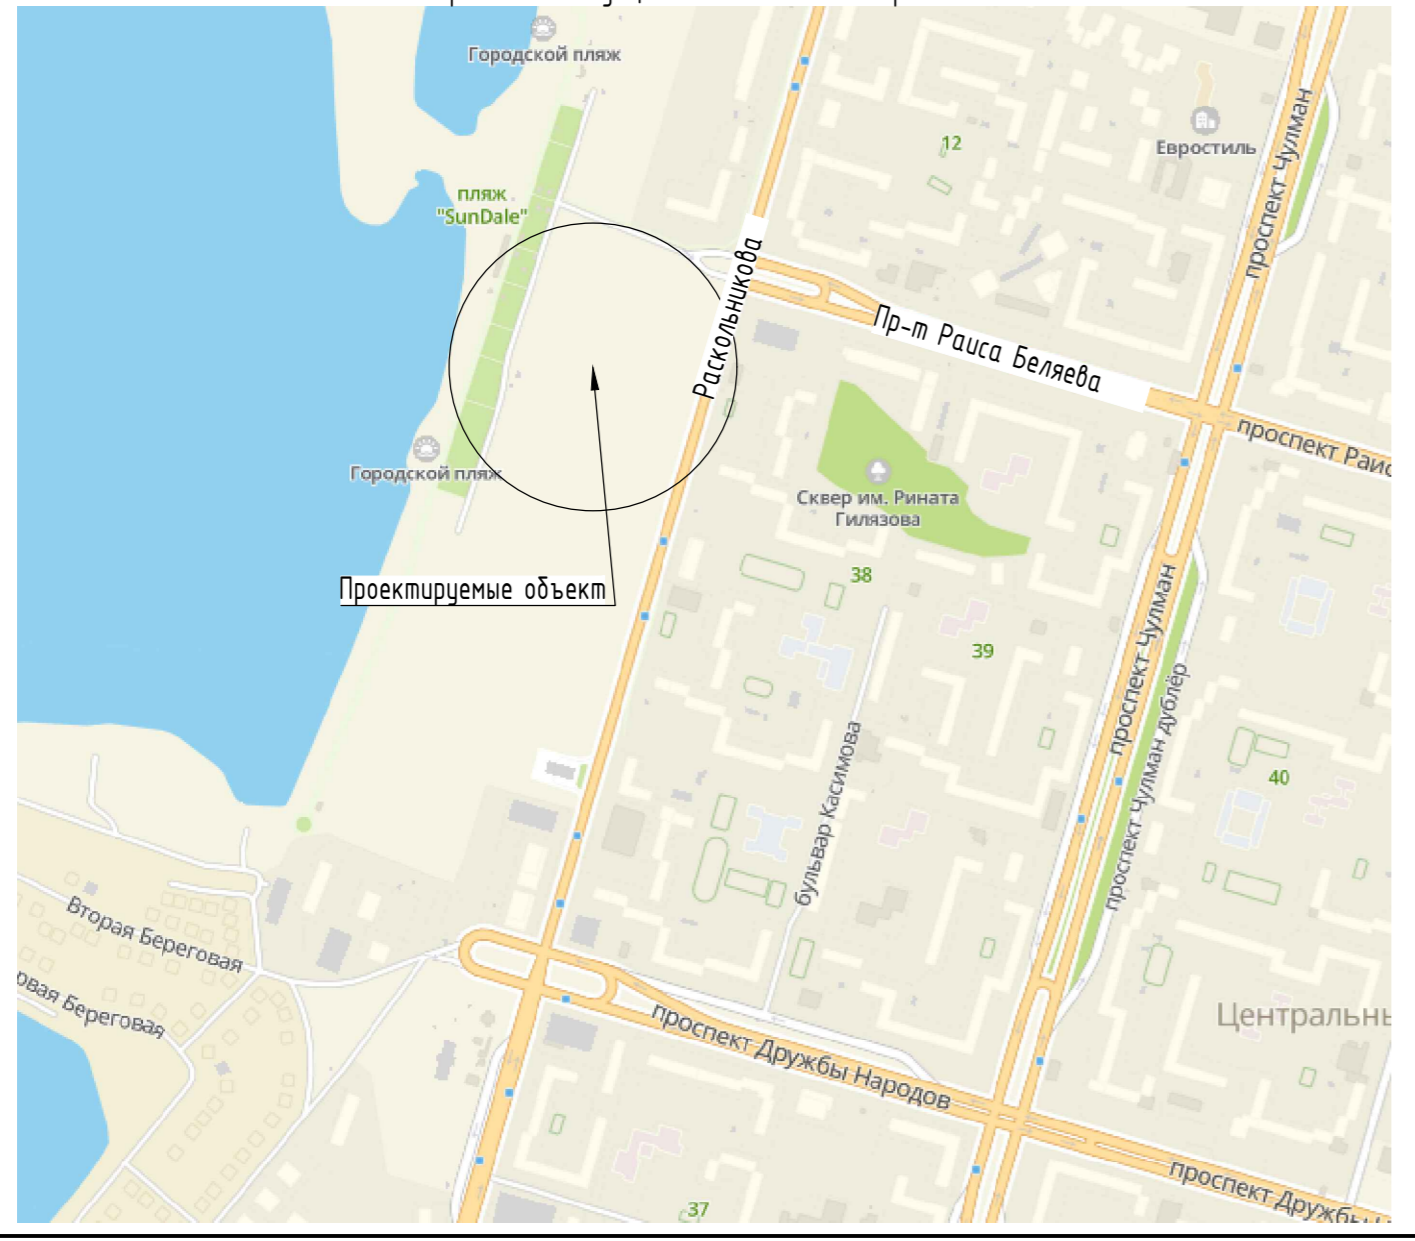 Городской пляж
12
Евростиль
проспект Чулман
пляж
"SunDale"
Раскольникова
Пр-т Раиса Беляева
проспект Раис
Городской пляж
Сквер им. Рината
Гилязова
Проектируемые объект
38
39
проспект Чулман
проспект Чулман дублёр
бульвар Касимова
40
Вторая Береговая
рвая Береговая
Центральны
проспект Дружбы Народов
проспект Дружбы Н
37